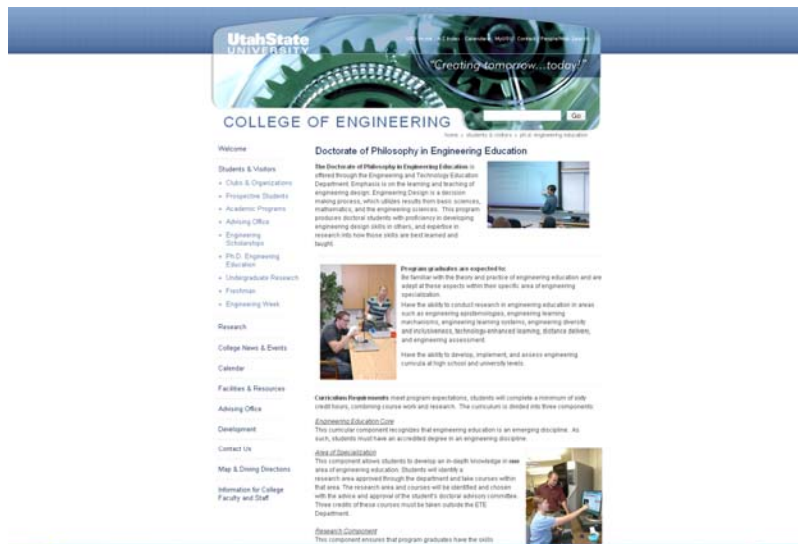 UtahState
UNIVERSITY
Calendars
Contact
"Creating tomorrow...today!"
Go
COLLEGE OF ENGINEERING
home > students & visitors > ph.d. engineering education
Welcome
Students & Visitors
Clubs & Organizations
Prospective Students
Academic Programs
Advising Office
Engineering
Scholarships
Ph.D. Engineering
Education
Undergraduate Research
Freshman
Engineering Week
Research
College News & Events
Calendar
Facilities & Resources
Advising Office
Development
Contact Us
Map & Driving Directions
Information for College
Faculty and Staff
Doctorate of Philosophy in Engineering Education
The Doctorate of Philosophy in Engineering Education is
offered through the Engineering and Technology Education
Department. Emphasis is on the learning and teaching of
engineering design. Engineering Design is a decision
making process, which utilizes results from basic sciences,
mathematics, and the engineering sciences. This program
produces doctoral students with proficiency in developing
engineering design skills in others, and expertise in
research into how those skills are best learned and
taught.
Program graduates are expected to:
Be familiar with the theory and practice of engineering education and are
adept at these aspects within their specific area of engineering
specialization.
Have the ability to conduct research in engineering education in areas
such as engineering epistemologies, engineering learning
mechanisms, engineering learning systems, engineering diversity
and inclusiveness, technology-enhanced learning, distance delivery,
and engineering assessment.
Have the ability to develop, implement, and assess engineering
curricula at high school and university levels.
Curriculum Requirements meet program expectations, students will complete a minimum of sixty
credit hours, combining course work and research. The curriculum is divided into three components
Engineering Education Core
This curricular component recognizes that engineering education is an emerging discipline. As
such, students must have an accredited degree in an engineering discipline.
Area of Specialization
This component allows students to develop an in-depth knowledge in
area of engineering education. Students will identify a
research area approved through the department and take courses within
that area. The research area and courses will be identified and chosen
with the advice and approval of the student's doctoral advisory committee.
Three credits of these courses must be taken outside the ETE
Department.
Research Component
This component ensures that program graduates have the skills